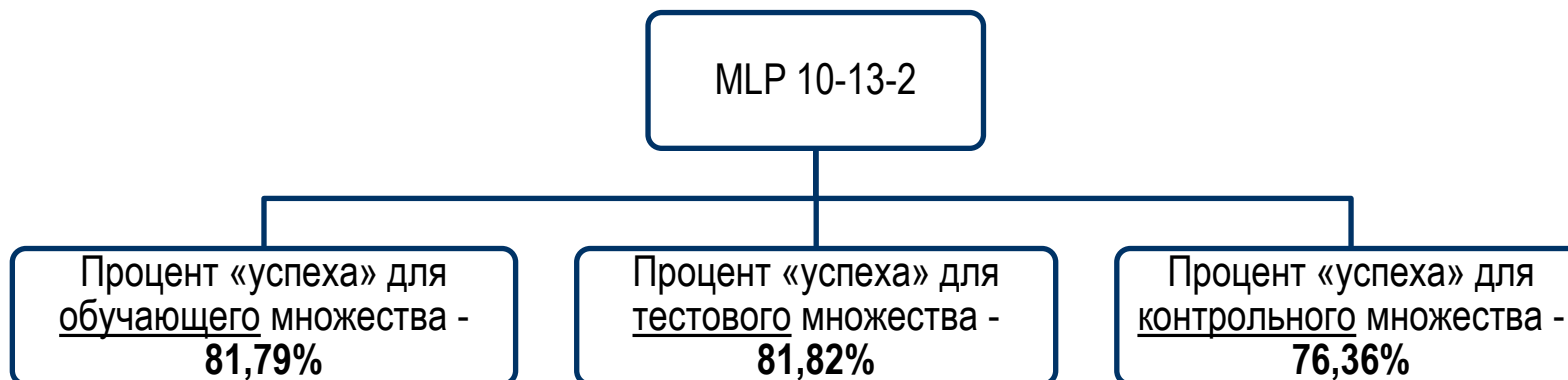 MLP 10-13-2
Процент «успеха» для
обучающего множества -
81,79%
Процент «успеха» для
тестового множества -
81,82%
Процент «успеха» для
контрольного множества -
76,36%